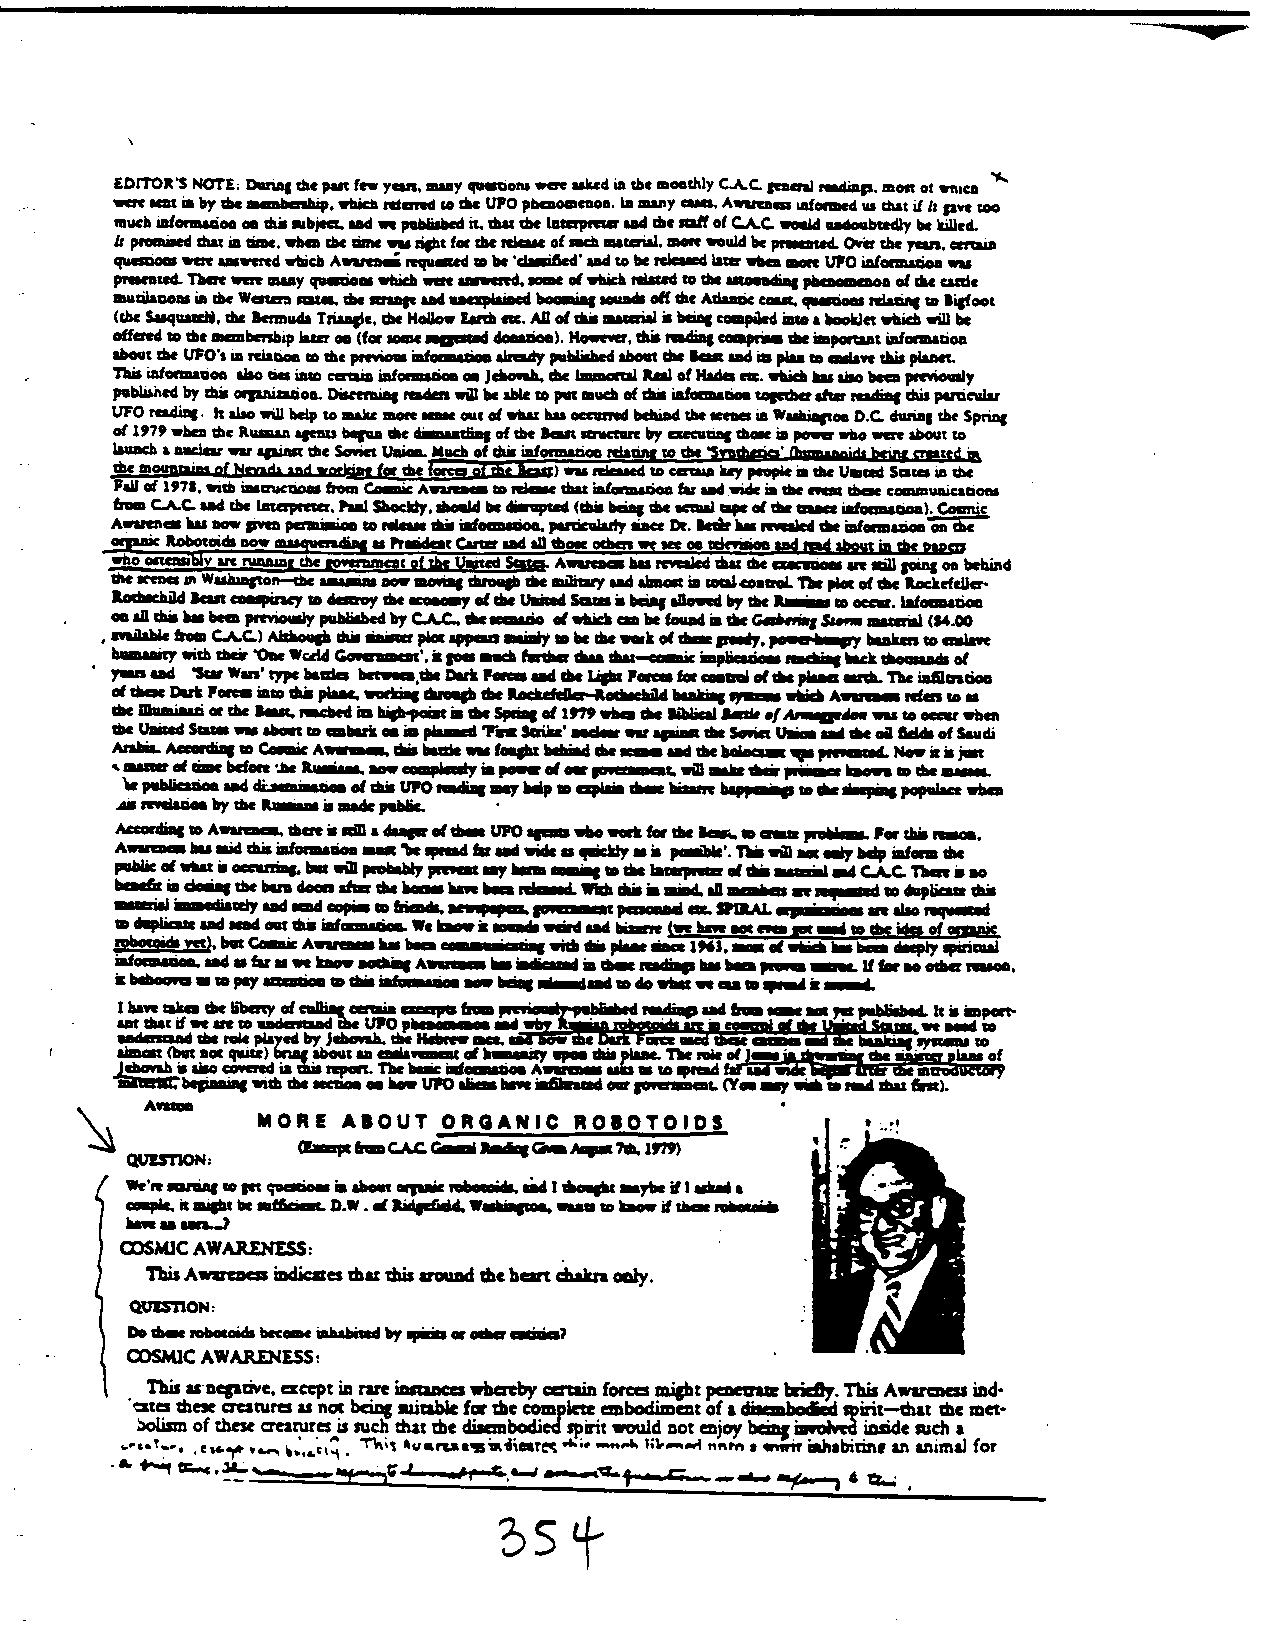 EDITOR'S NOTE: During the past few years, many questions were asked in the monthly C.A.C. general readings, most of which
were sent in by the membership, which referred to the UFO phenomenon. In many cases, Awareness informed us that if It gave too
much information on this subject, and we published it, that the Interpreter and the staff of C.A.C. would undoubtedly be killed.
It promised that in time, when the time was right for the release of such material, more would be presented. Over the years, certain
questions were answered which Awareness requested to be 'classified' and to be released later when more UFO information was
presented. There were many questions which were answered, some of which related to the astounding phenomenon of the cattle
mutilations in the Western states, the strange and unexplained booming sounds off the Atlantic coast, questions relating to Bigfoot
(the Sasquatch), the Bermuda Triangle, the Hollow Earth etc. All of this material is being compiled into a booklet which will be
offered to the membership later on (for some suggested donation). However, this reading comprises the important information
about the UFO's in relation to the previous information already published about the Beast and its plan to enslave this planet.
This information also ties into certain information on Jehovah, the Immortal Real of Hades etc. which has also been previously
published by this organization. Discerning readers will be able to put much of this information together after reading this particular
UFO reading. It also will help to make more sense out of what has occurred behind the scenes in Washington D.C. during the Spring
of 1979 when the Russian agents begun the dismantling of the Beast structure by executing those in power who were about to
launch a nuclear war against the Soviet Union. Much of this information relating to the 'Synthetics' (humanoids being created in
the mountains of Nevada and working for the forces of the Beast) was released to certain key people in the United States in the
Fall of 1978, with instructions from Cosmic Awareness to release that information far and wide in the event these communications
from C.A.C. and the Interpreter, Paul Shockly, should be disrupted (this being the actual tape of the trance information). Cosmic
Awareness has now given permission to release this information, particularly since Dr. Beter has revealed the information on the
organic Robotoids now masquerading as President Carter and all those others we see on television and read about in the papers
who ostensibly are running the government of the United States. Awareness has revealed that the executions are still going on behind
the scenes in Washington—the assassins now moving through the military and almost in total control. The plot of the Rockefeller-
Rothschild Beast conspiracy to destroy the economy of the United States is being allowed by the Russians to occur. Information
on all this has been previously published by C.A.C., the scenario of which can be found in the Gathering Storm material ($4.00
available from C.A.C.) Although this sinister plot appears mainly to be the work of these greedy, power-hungry bankers to enslave
humanity with their 'One World Government', it goes much further than that—cosmic implications reaching back thousands of
years and 'Star Wars' type battles between the Dark Forces and the Light Forces for control of the planet earth. The infiltration
of these Dark Forces into this plane, working through the Rockefeller-Rothschild banking systems which Awareness refers to as
the Illuminati or the Beast, reached its high-point in the Spring of 1979 when the Biblical Battle of Armageddon was to occur when
the United States was about to embark on its planned 'First Strike' nuclear war against the Soviet Union and the oil fields of Saudi
Arabia. According to Cosmic Awareness, this battle was fought behind the scenes and the holocaust was prevented. Now it is just
matter of time before the Russians, now completely in power of our government, will make their presence known to the masses.
he publication and dissemination of this UFO reading may help to explain these bizarre happenings to the sleeping populace when
his revelation by the Russians is made public.
According to Awareness, there is still a danger of these UFO agents who work for the Beast, to create problems. For this reason,
Awareness has said this information must 'be spread far and wide as quickly as is possible'. This will not only help inform the
public of what is occurring, but will probably prevent any harm coming to the Interpreter of this material and C.A.C. There is no
benefit in closing the barn doors after the horses have been released. With this in mind, all members are requested to duplicate this
material immediately and send copies to friends, newspapers, government personnel etc. SPIRAL organizations are also requested
to duplicate and send out this information. We know it sounds weird and bizarre (we have not even got used to the idea of organic
robotoids yet), but Cosmic Awareness has been communicating with this plane since 1963, most of which has been deeply spiritual
information, and as far as we know nothing Awareness has indicated in these readings has been proven untrue. If for no other reason,
it behooves us to pay attention to this information now being released and to do what we can to spread it around.
I have taken the liberty of culling certain excerpts from previously-published readings and from some not yet published. It is import-
ant that if we are to understand the UFO phenomenon and why Russian robotoids are in control of the United States, we need to
understand the role played by Jehovah, the Hebrew race, and how the Dark Force used these entities and the banking systems to
almost (but not quite) bring about an enslavement of humanity upon this plane. The role of Jesus in thwarting the sinister plans of
Jehovah is also covered in this report. The basic information Awareness asks us to spread far and wide begins after the introductory
material, beginning with the section on how UFO aliens have infiltrated our government. (You may wish to read that first).
Avaton
MORE ABOUT ORGANIC ROBOTOIDS
(Excerpt from C.A.C. General Reading Given August 7th, 1979)
QUESTION:
We're starting to get questions in about organic robotoids, and I thought maybe if I asked a
couple, it might be sufficient. D.W. of Ridgefield, Washington, wants to know if these robotoids
have an aura...?
COSMIC AWARENESS:
This Awareness indicates that this around the heart chakra only.
QUESTION:
Do these robotoids become inhabited by spirits or other entities?
COSMIC AWARENESS:
This as negative, except in rare instances whereby certain forces might penetrate briefly. This Awareness ind-
icates these creatures as not being suitable for the complete embodiment of a disembodied spirit—that the met-
bolism of these creatures is such that the disembodied spirit would not enjoy being involved inside such a
creature, except very briefly. This Awareness indicates this much likened unto a spirit inhabiting an animal for
a brief time.
354